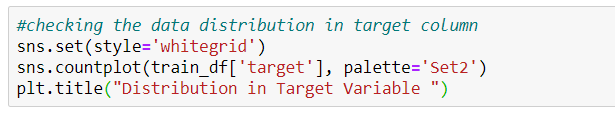 #checking the data distribution in target column
sns.set(style='whitegrid')
sns.countplot(train_df['target'], palette='Set2')
plt.title("Distribution in Target Variable ")